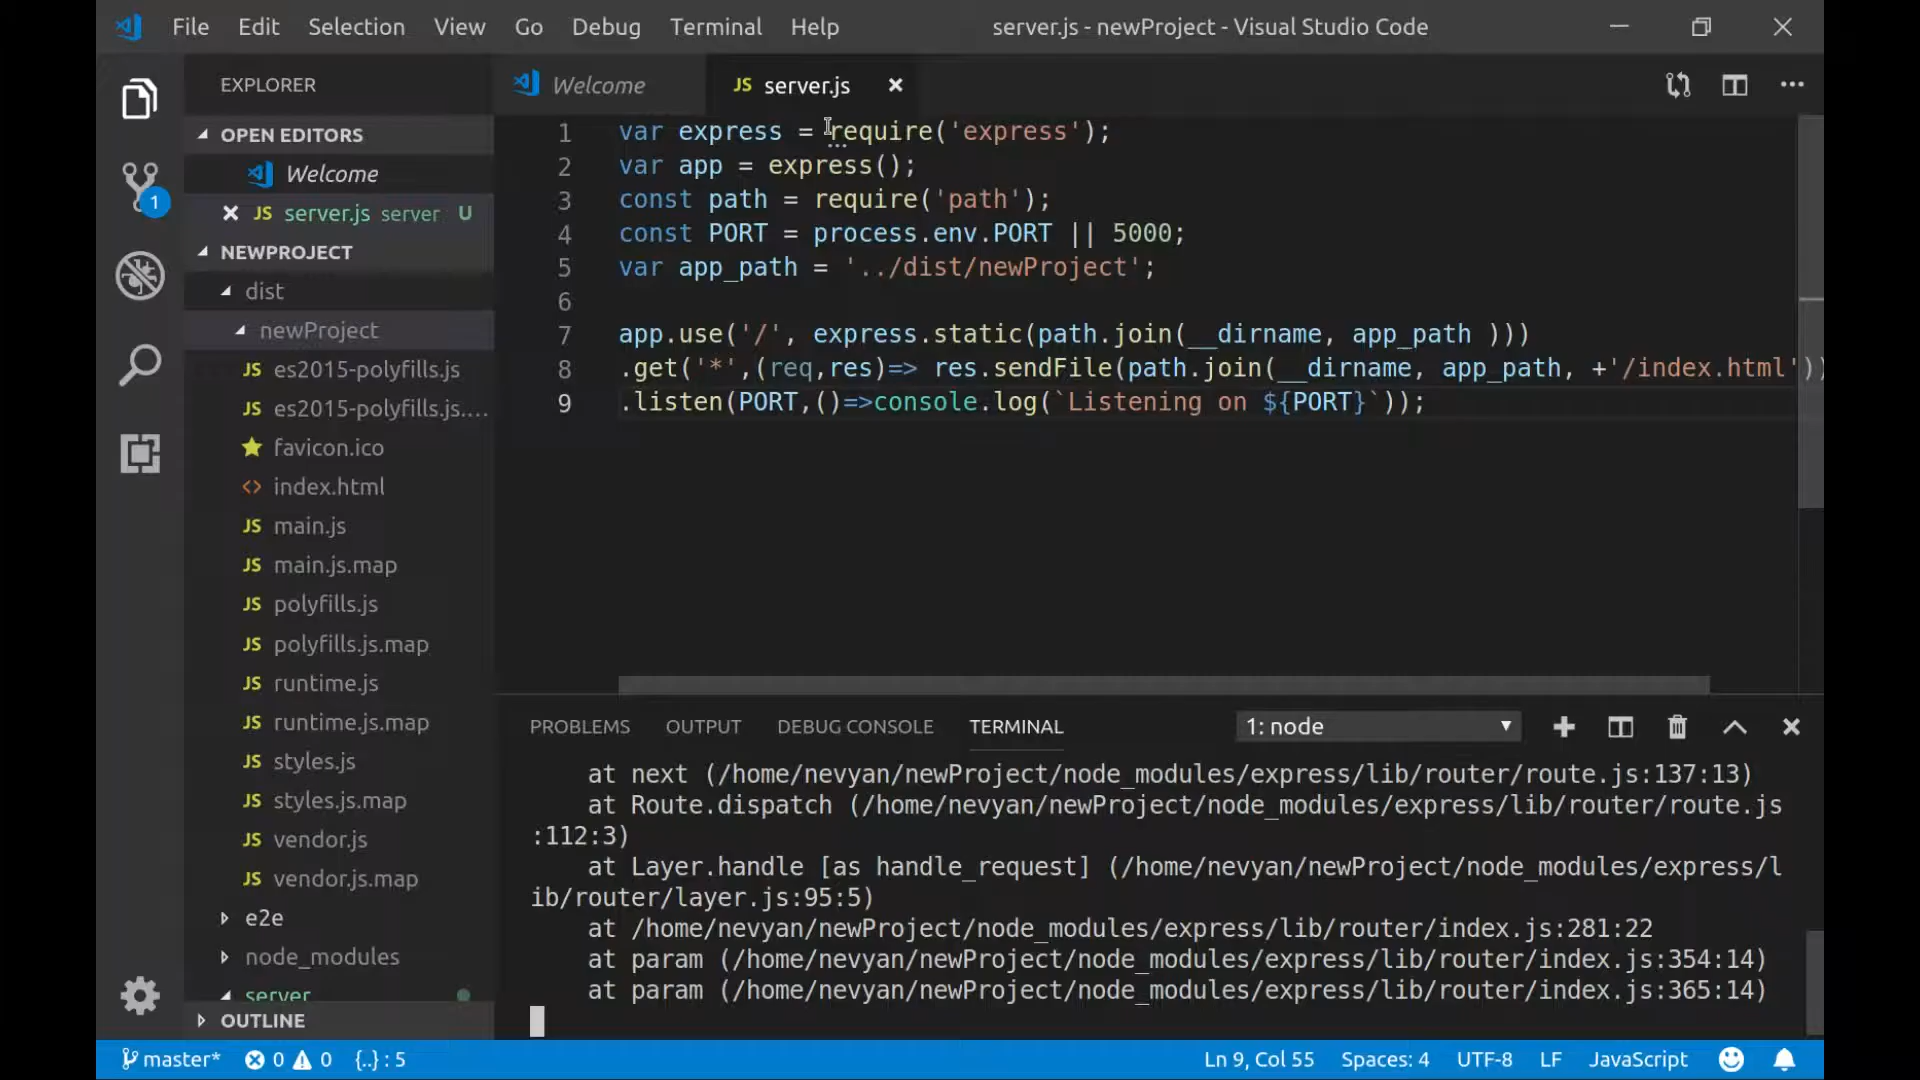 File Edit Selection View Go Debug Terminal Help server.js - newProject - Visual Studio Code
EXPLORER
OPEN EDITORS
Welcome
server.js server U
NEWPROJECT
dist
newProject
JS es2015-polyfills.js
JS es2015-polyfills.js....
favicon.ico
<> index.html
JS main.js
JS main.js.map
JS polyfills.js
JS polyfills.js.map
JS runtime.js
JS runtime.js.map
JS styles.js
JS styles.js.map
JS vendor.js
JS vendor.js.map
e2e
node_modules
server
OUTLINE
1
Welcome JS server.js
1 var express = require('express');
2 var app = express();
3 const path = require('path');
4 const PORT = process.env.PORT || 5000;
5 var app_path = '../dist/newProject';
6
7 app.use('/', express.static(path.join(__dirname, app_path )))
8 .get('*',(req,res)=> res.sendFile(path.join(__dirname, app_path, +'/index.html'))
9 .listen(PORT,()=>console.log(`Listening on ${PORT}`));
PROBLEMS OUTPUT DEBUG CONSOLE TERMINAL 1: node
at next (/home/nevyan/newProject/node_modules/express/lib/router/route.js:137:13)
at Route.dispatch (/home/nevyan/newProject/node_modules/express/lib/router/route.js
:112:3)
at Layer.handle [as handle_request] (/home/nevyan/newProject/node_modules/express/l
ib/router/layer.js:95:5)
at /home/nevyan/newProject/node_modules/express/lib/router/index.js:281:22
at param (/home/nevyan/newProject/node_modules/express/lib/router/index.js:354:14)
at param (/home/nevyan/newProject/node_modules/express/lib/router/index.js:365:14)
master* 0 0 {..} : 5 Ln 9, Col 55 Spaces: 4 UTF-8 LF JavaScript